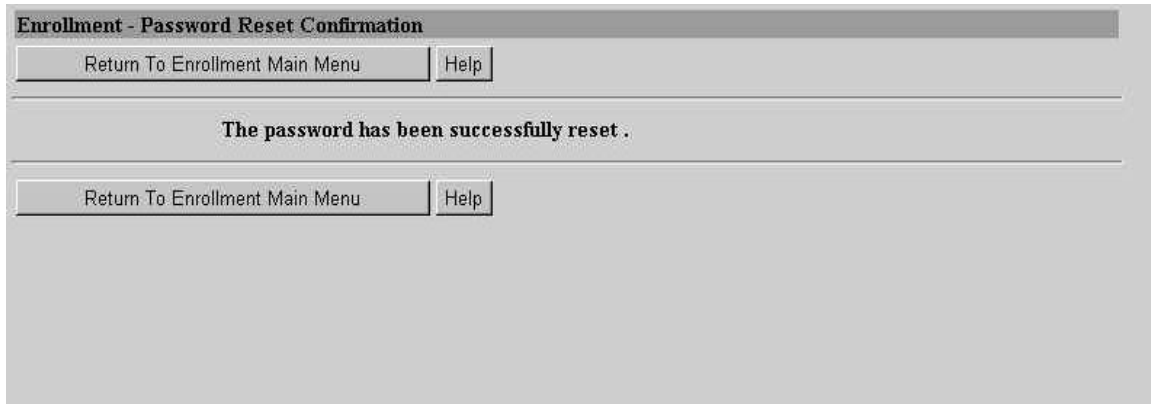 Enrollment - Password Reset Confirmation
Return To Enrollment Main Menu Help
The password has been successfully reset .
Return To Enrollment Main Menu Help